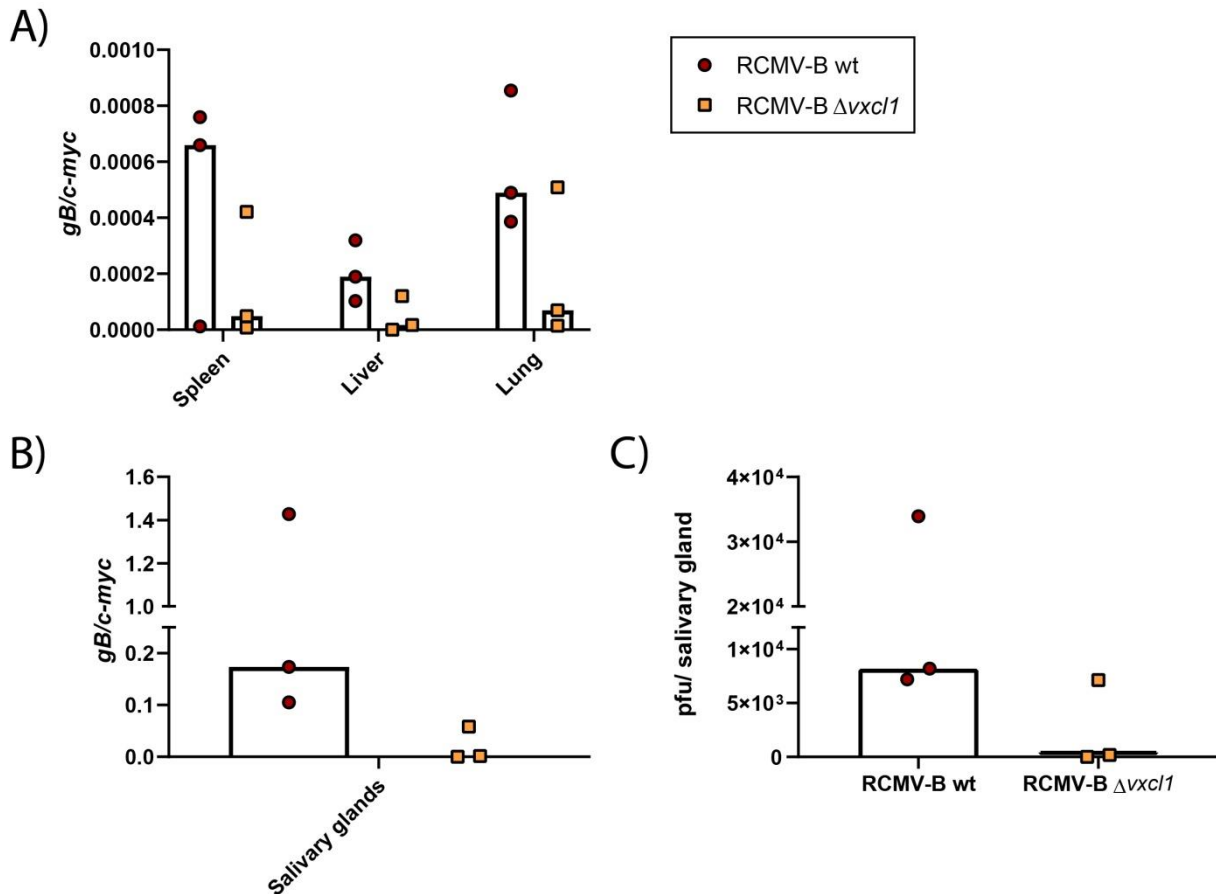 A)
gB/c-myc
0.0010
0.0008
0.0006
0.0004
0.0002
0.0000
Spleen
Liver
Lung
RCMV-B wt
RCMV-B Δvxcl1
B)
gB/c-myc
1.6
1.4
1.2
1.0
0.2
0.1
0.0
Salivary glands
C)
pfu/ salivary gland
4×10⁴
3×10⁴
2×10⁴
1×10⁴
5×10³
0
RCMV-B wt
RCMV-B Δvxcl1